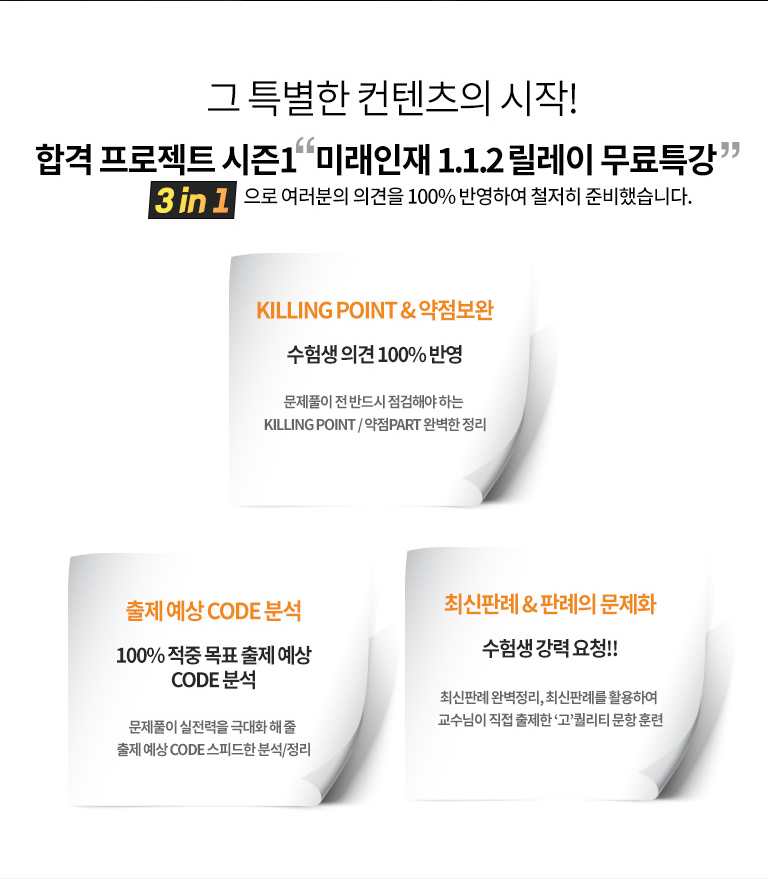 그 특별한 컨텐츠의 시작!
합격 프로젝트 시즌1“미래인재 1.1.2 릴레이 무료특강”
3 in 1 으로 여러분의 의견을 100% 반영하여 철저히 준비했습니다.
KILLING POINT & 약점보완
수험생 의견 100% 반영
문제풀이 전 반드시 점검해야 하는
KILLING POINT / 약점PART 완벽한 정리
출제 예상 CODE 분석
100% 적중 목표 출제 예상
CODE 분석
문제풀이 실전력을 극대화 해 줄
출제 예상 CODE 스피드한 분석/정리
최신판례 & 판례의 문제화
수험생 강력 요청!!
최신판례 완벽정리, 최신판례를 활용하여
교수님이 직접 출제한 ‘고’퀄리티 문항 훈련